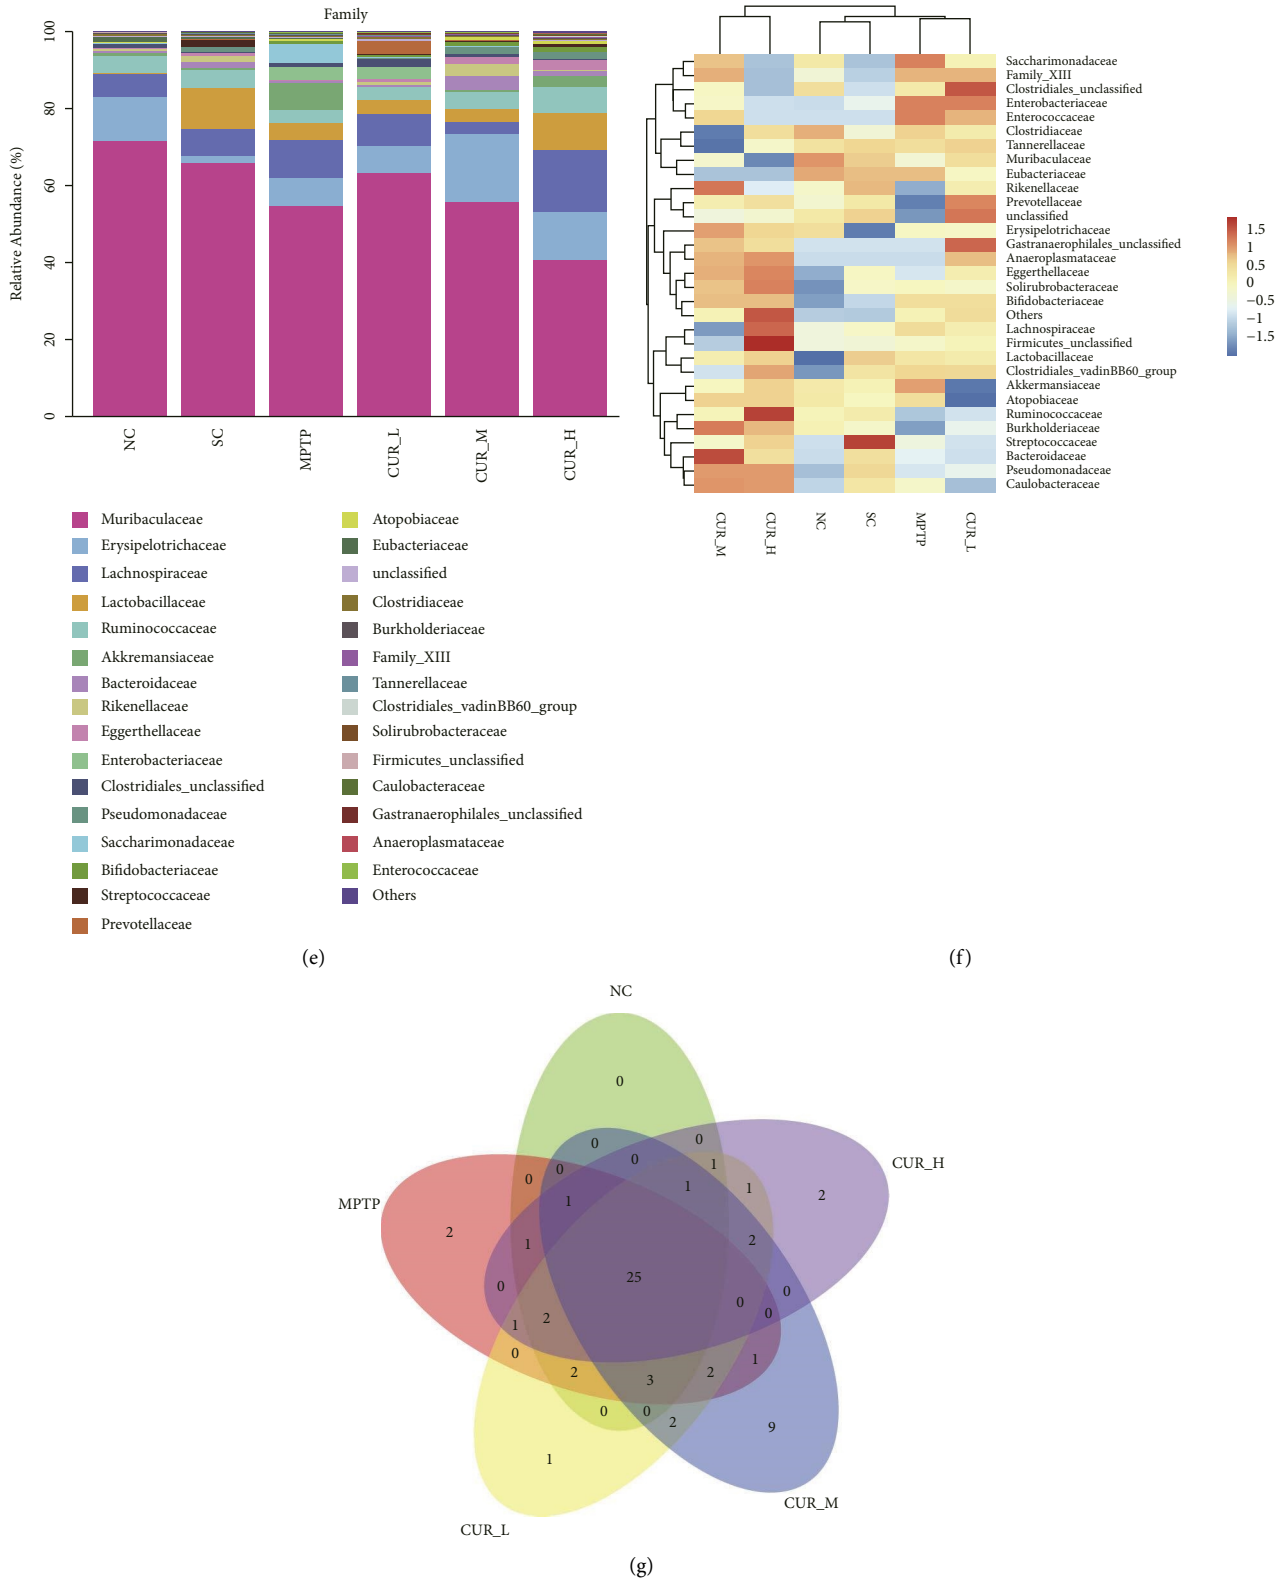 Family
Relative Abundance (%)
100
80
60
40
20
0
NC
SC
MPTP
CUR_L
CUR_M
CUR_H
Muribaculaceae
Erysipelotrichaceae
Lachnospiraceae
Lactobacillaceae
Ruminococcaceae
Akkremansiaceae
Bacteroidaceae
Rikenellaceae
Eggerthellaceae
Enterobacteriaceae
Clostridiales_unclassified
Pseudomonadaceae
Saccharimonadaceae
Bifidobacteriaceae
Streptococcaceae
Prevotellaceae
Atopobiaceae
Eubacteriaceae
unclassified
Clostridiaceae
Burkholderiaceae
Family_XIII
Tannerellaceae
Clostridiales_vadinBB60_group
Solirubrobacteraceae
Firmicutes_unclassified
Caulobacteraceae
Gastranaerophilales_unclassified
Anaeroplasmataceae
Enterococcaceae
Others
(e)
Saccharimonadaceae
Family_XIII
Clostridiales_unclassified
Enterobacteriaceae
Enterococcaceae
Clostridiaceae
Tannerellaceae
Muribaculaceae
Eubacteriaceae
Rikenellaceae
Prevotellaceae
unclassified
Erysipelotrichaceae
Gastranaerophilales_unclassified
Anaeroplasmataceae
Eggerthellaceae
Solirubrobacteraceae
Bifidobacteriaceae
Others
Lachnospiraceae
Firmicutes_unclassified
Lactobacillaceae
Clostridiales_vadinBB60_group
Akkermansiaceae
Atopobiaceae
Ruminococcaceae
Burkholderiaceae
Streptococcaceae
Bacteroidaceae
Pseudomonadaceae
Caulobacteraceae
CUR_M
CUR_H
NC
SC
MPTP
CUR_L
1.5
1
0.5
0
−0.5
−1
−1.5
(f)
NC
0
0
0
0
1
CUR_H
0
0
1
1
2
MPTP
1
2
2
1
25
0
0
0
0
1
2
0
2
3
2
1
0
0
2
9
1
CUR_M
CUR_L
(g)